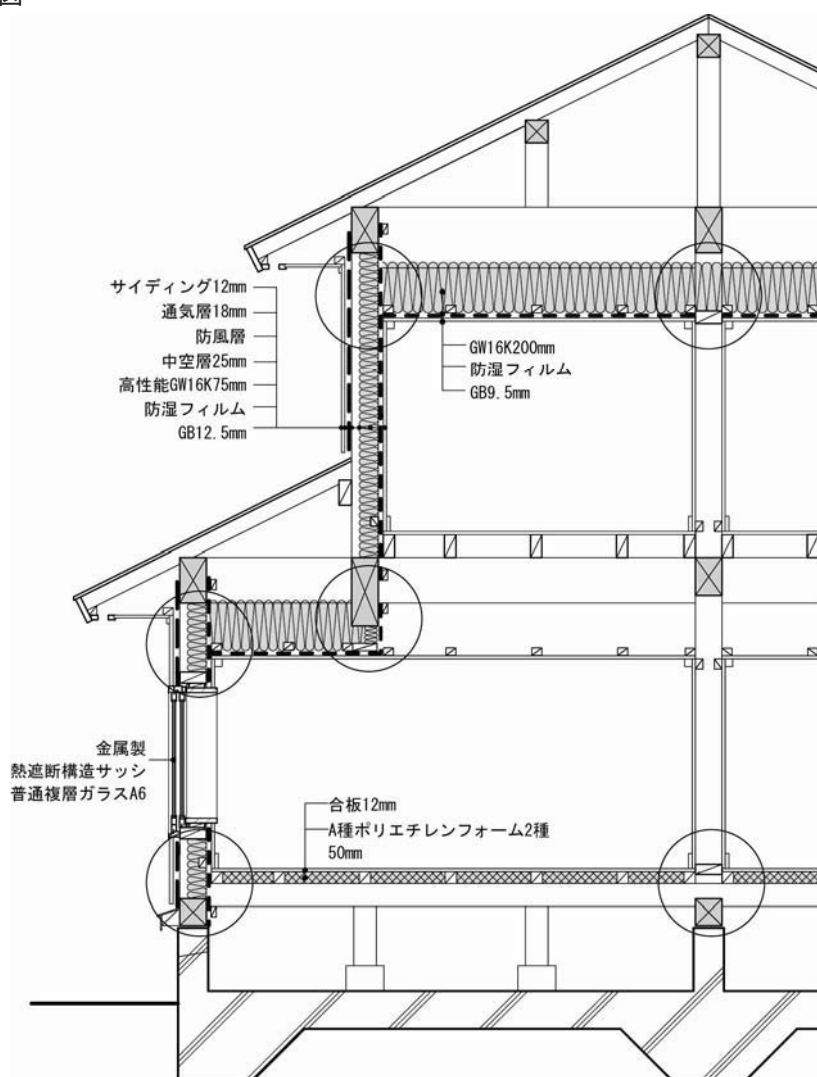 図
サイディング12mm
通気層18mm
防風層
中空層25mm
高性能GW16K75mm
防湿フィルム
GB12.5mm
GW16K200mm
防湿フィルム
GB9.5mm
金属製
熱遮断構造サッシ
普通複層ガラスA6
合板12mm
A種ポリエチレンフォーム2種
50mm